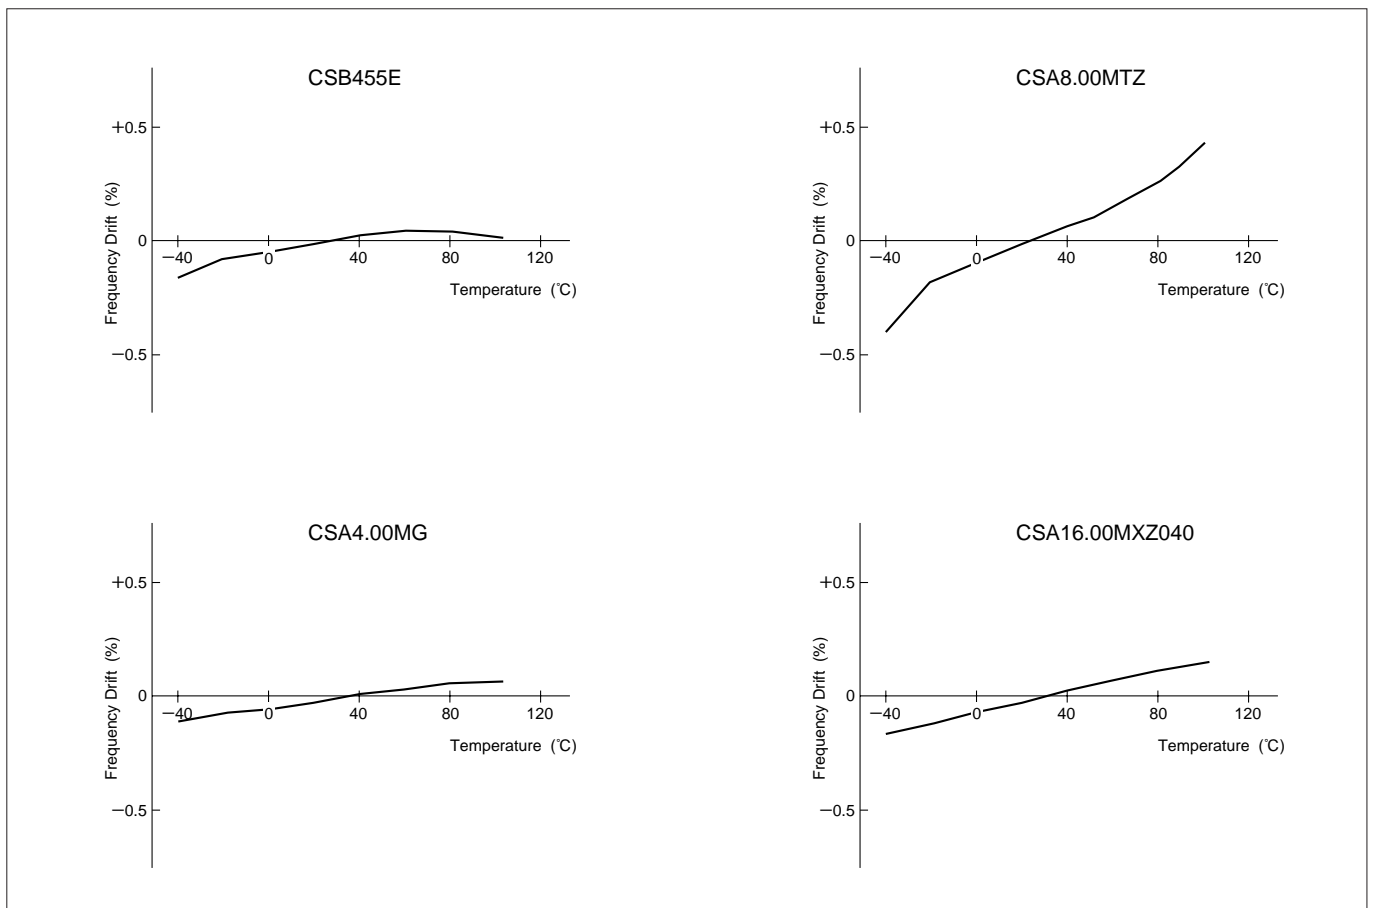 CSB455E
+0.5
Frequency Drift (%)
0
−40
0
40
80
120
Temperature (℃)
−0.5
CSA8.00MTZ
+0.5
Frequency Drift (%)
0
−40
0
40
80
120
Temperature (℃)
−0.5
CSA4.00MG
+0.5
Frequency Drift (%)
0
−40
0
40
80
120
Temperature (℃)
−0.5
CSA16.00MXZ040
+0.5
Frequency Drift (%)
0
−40
0
40
80
120
Temperature (℃)
−0.5